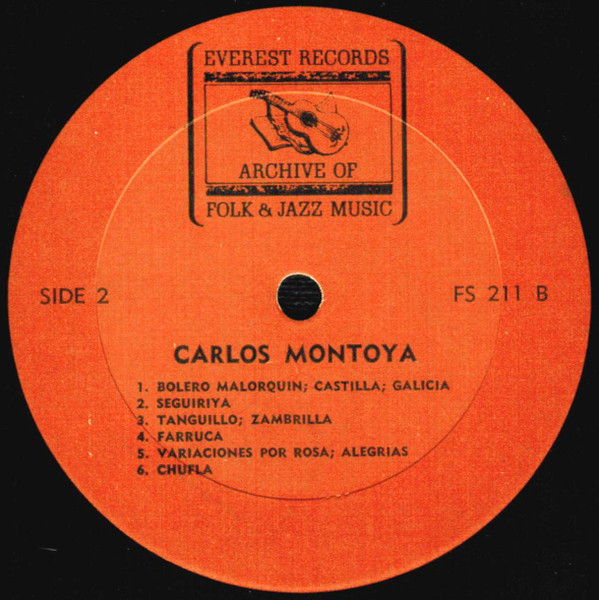 EVEREST RECORDS
ARCHIVE OF
FOLK & JAZZ MUSIC
SIDE 2
FS 211 B
CARLOS MONTOYA
1. BOLERO MALORQUIN; CASTILLA; GALICIA
2. SEGUIRIYA
3. TANGUILLO; ZAMBRILLA
4. FARRUCA
5. VARIACIONES POR ROSA; ALEGRIAS
6. CHUFLA